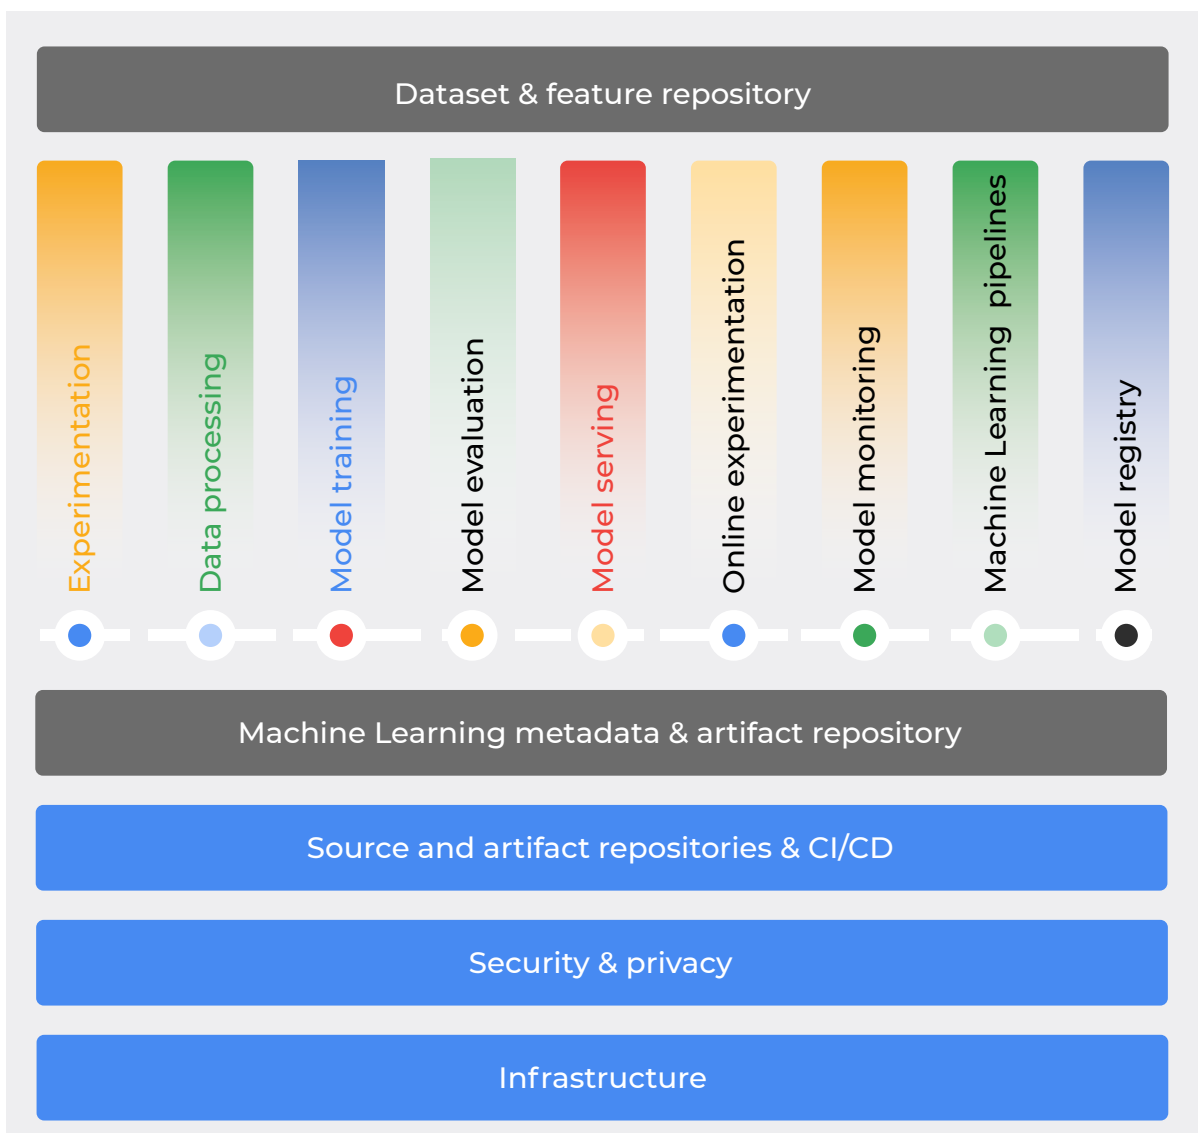 Dataset & feature repository
Experimentation
Data processing
Model training
Model evaluation
Model serving
Online experimentation
Model monitoring
Machine Learning pipelines
Model registry
Machine Learning metadata & artifact repository
Source and artifact repositories & CI/CD
Security & privacy
Infrastructure